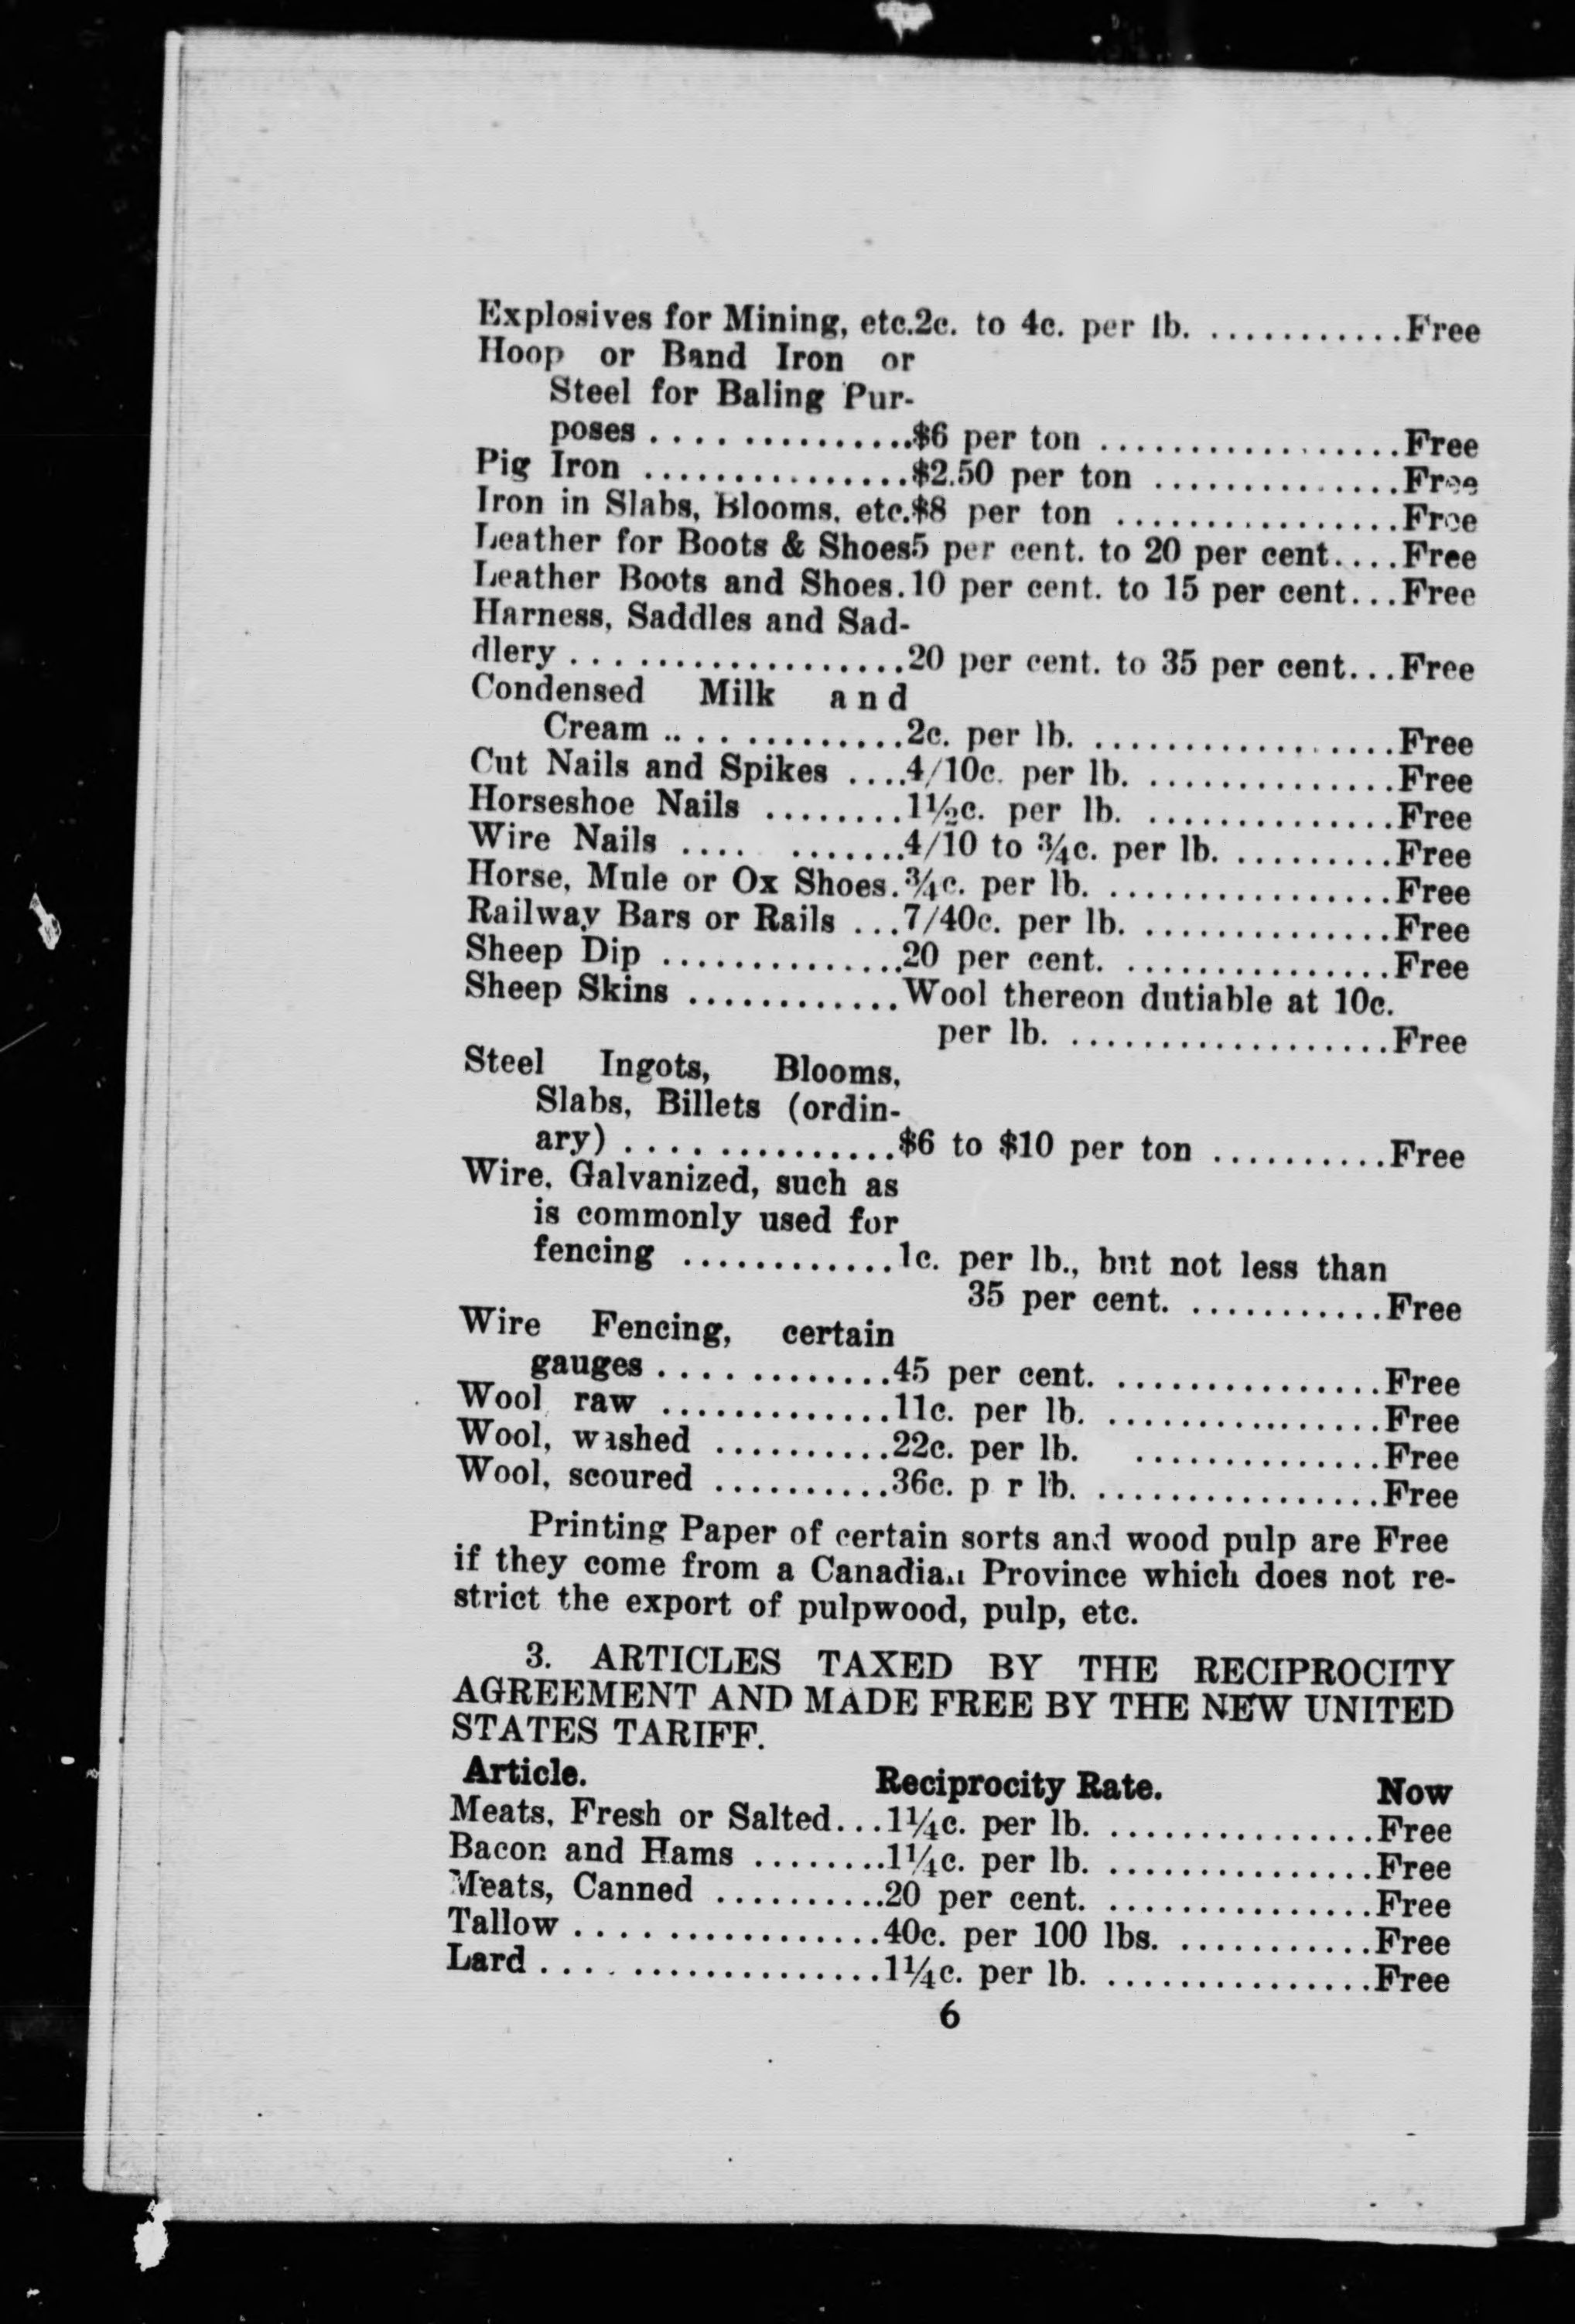 Explosives for Mining, etc.2c. to 4c. per lb. ............Free
Hoop or Band Iron or
Steel for Baling Pur-
poses ...............$6 per ton .................Free
Pig Iron ...............$2.50 per ton ..............Free
Iron in Slabs, Blooms. etc.$8 per ton ................Free
Leather for Boots & Shoes5 per cent. to 20 per cent....Free
Leather Boots and Shoes.10 per cent. to 15 per cent...Free
Harness, Saddles and Sad-
dlery ...................20 per cent. to 35 per cent...Free
Condensed Milk and
Cream .. ............2c. per lb. .................Free
Cut Nails and Spikes ....4/10c. per lb. ..............Free
Horseshoe Nails ........1½c. per lb. ..............Free
Wire Nails .... .......4/10 to ¾c. per lb. ..........Free
Horse, Mule or Ox Shoes.¾c. per lb. ................Free
Railway Bars or Rails ...7/40c. per lb. ..............Free
Sheep Dip ..............20 per cent. ...............Free
Sheep Skins ............Wool thereon dutiable at 10c.
per lb. ..................Free
Steel Ingots, Blooms,
Slabs, Billets (ordin-
ary) ...............$6 to $10 per ton ..........Free
Wire, Galvanized, such as
is commonly used for
fencing ............1c. per lb., but not less than
35 per cent. ...........Free
Wire Fencing, certain
gauges .............45 per cent. ...............Free
Wool raw .............11c. per lb. ...............Free
Wool, washed ..........22c. per lb. ..............Free
Wool, scoured ..........36c. p r lb. ................Free
Printing Paper of certain sorts and wood pulp are Free
if they come from a Canadian Province which does not re-
strict the export of pulpwood, pulp, etc.
3. ARTICLES TAXED BY THE RECIPROCITY
AGREEMENT AND MADE FREE BY THE NEW UNITED
STATES TARIFF.
Article. Reciprocity Rate. Now
Meats, Fresh or Salted...1¼c. per lb. ...............Free
Bacon and Hams ........1¼c. per lb. ...............Free
Meats, Canned ..........20 per cent. ...............Free
Tallow .................40c. per 100 lbs. ...........Free
Lard ...................1¼c. per lb. ...............Free
6